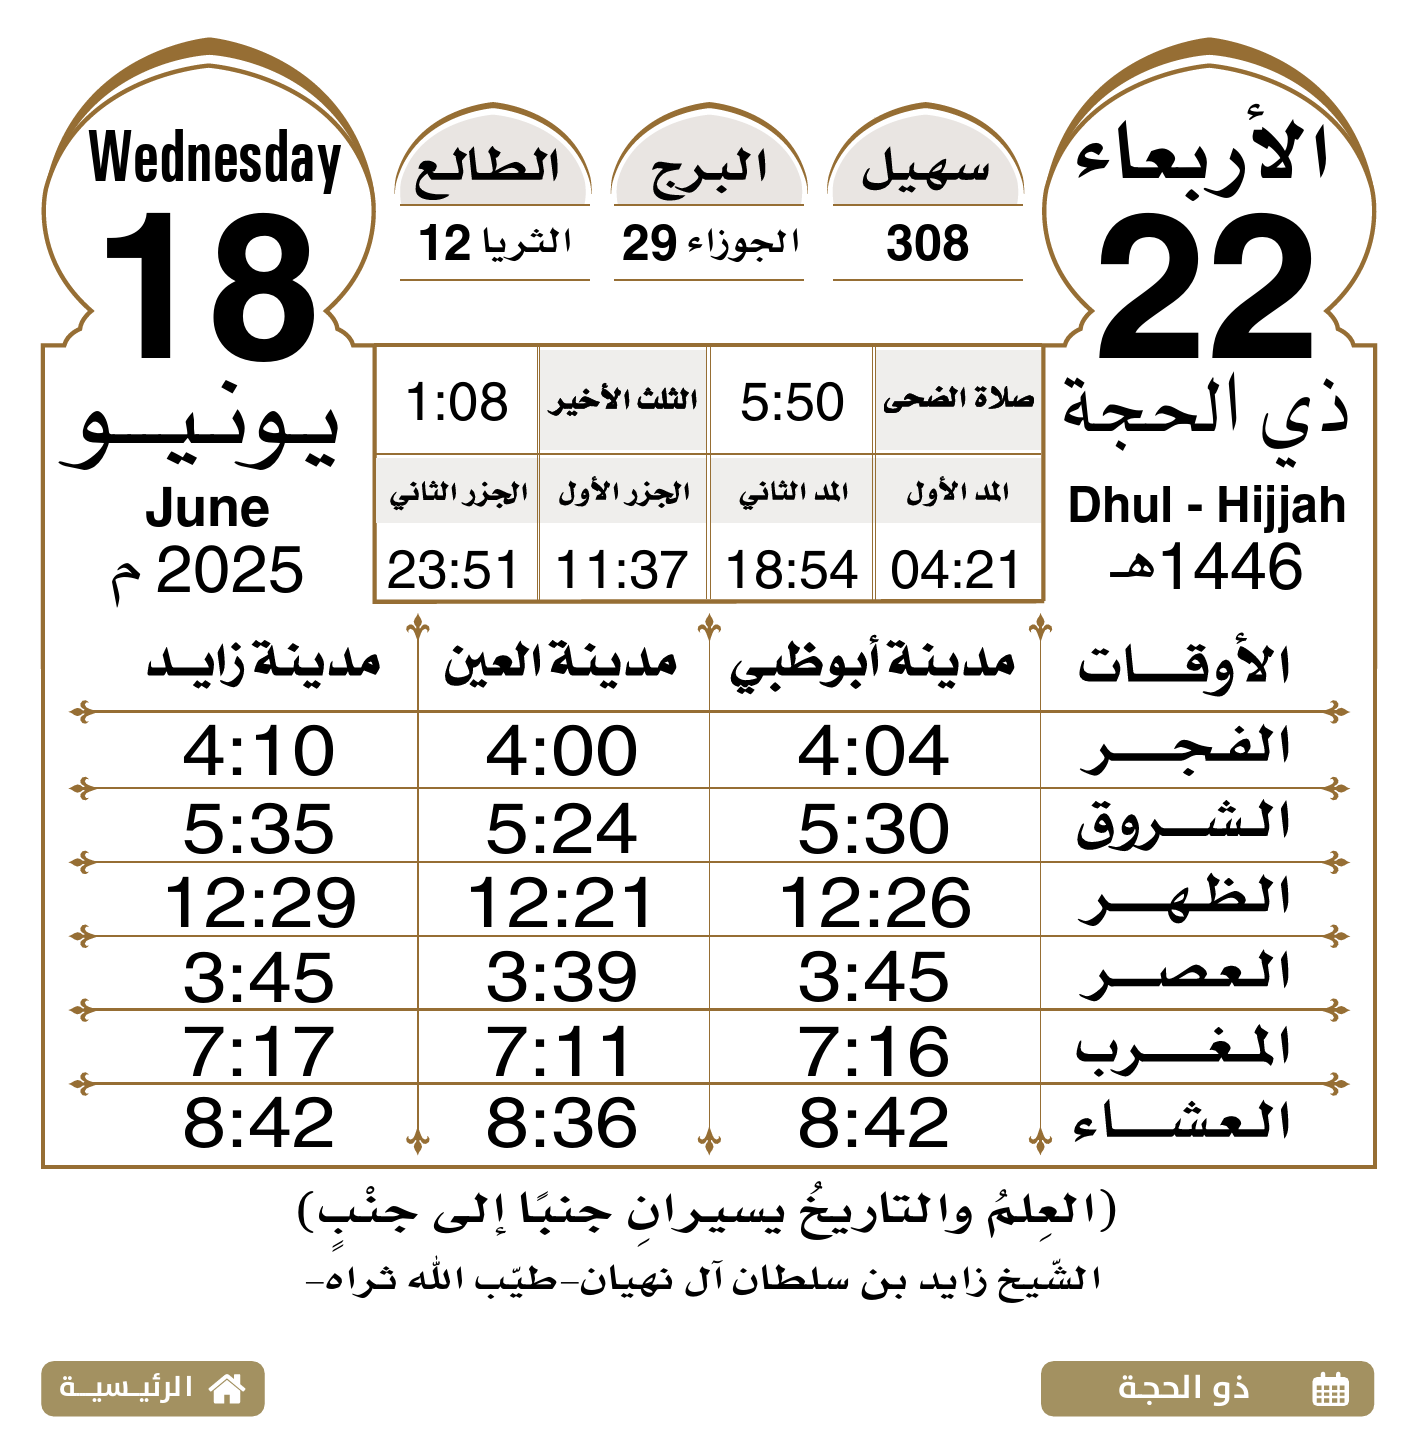 الأربعاء
22
ذي الحجة
Dhul - Hijjah
1446هـ
سهيل
308
البرج
الجوزاء 29
الطالع
الثريا 12
Wednesday
18
يونيو
June
2025 م
صلاة الضحى 5:50 الثلث الأخير 1:08
المد الأول المد الثاني الجزر الأول الجزر الثاني
04:21 18:54 11:37 23:51
الأوقات مدينة أبوظبي مدينة العين مدينة زايد
الفجر 4:04 4:00 4:10
الشروق 5:30 5:24 5:35
الظهر 12:26 12:21 12:29
العصر 3:45 3:39 3:45
المغرب 7:16 7:11 7:17
العشاء 8:42 8:36 8:42
(العِلمُ والتاريخُ يسيرانِ جنبًا إلى جنْبٍ)
الشّيخ زايد بن سلطان آل نهيان-طيّب الله ثراه-
ذو الحجة
الرئيسية